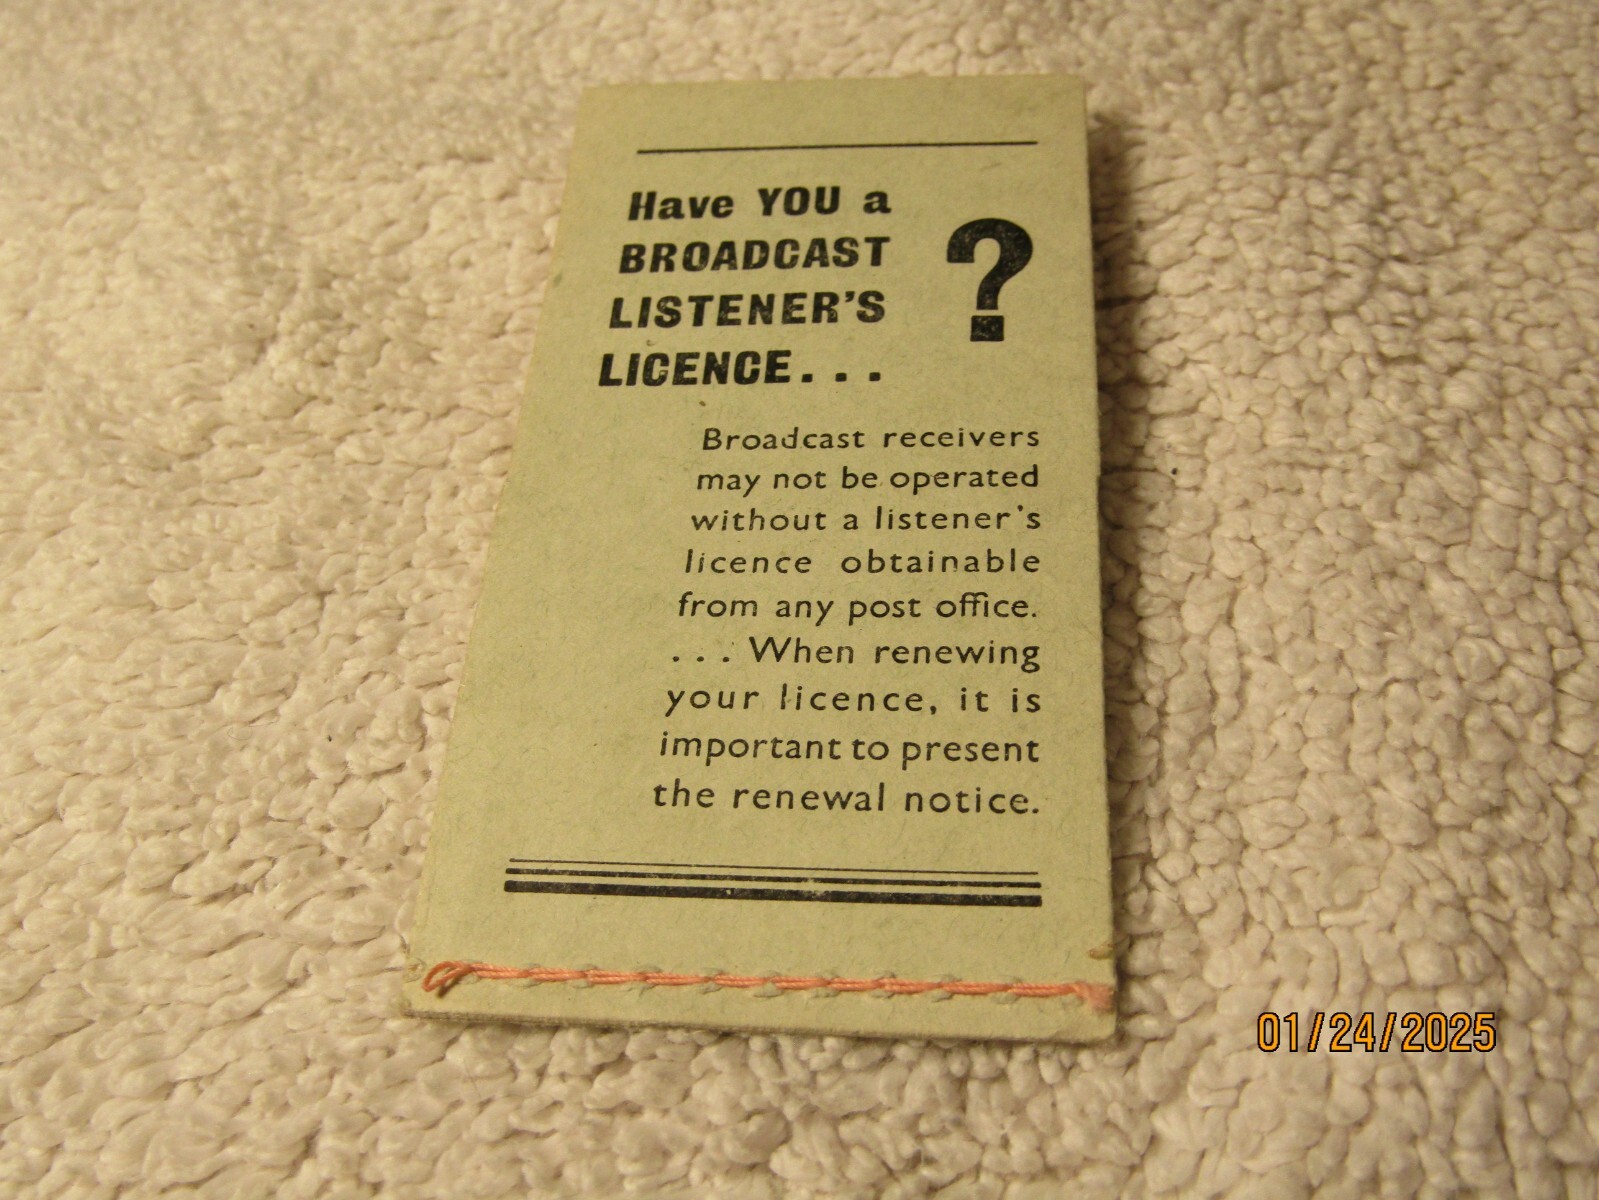 Have YOU a
BROADCAST
LISTENER'S
LICENCE...
?
Broadcast receivers
may not be operated
without a listener's
licence obtainable
from any post office.
... When renewing
your licence, it is
important to present
the renewal notice.
01/24/2025